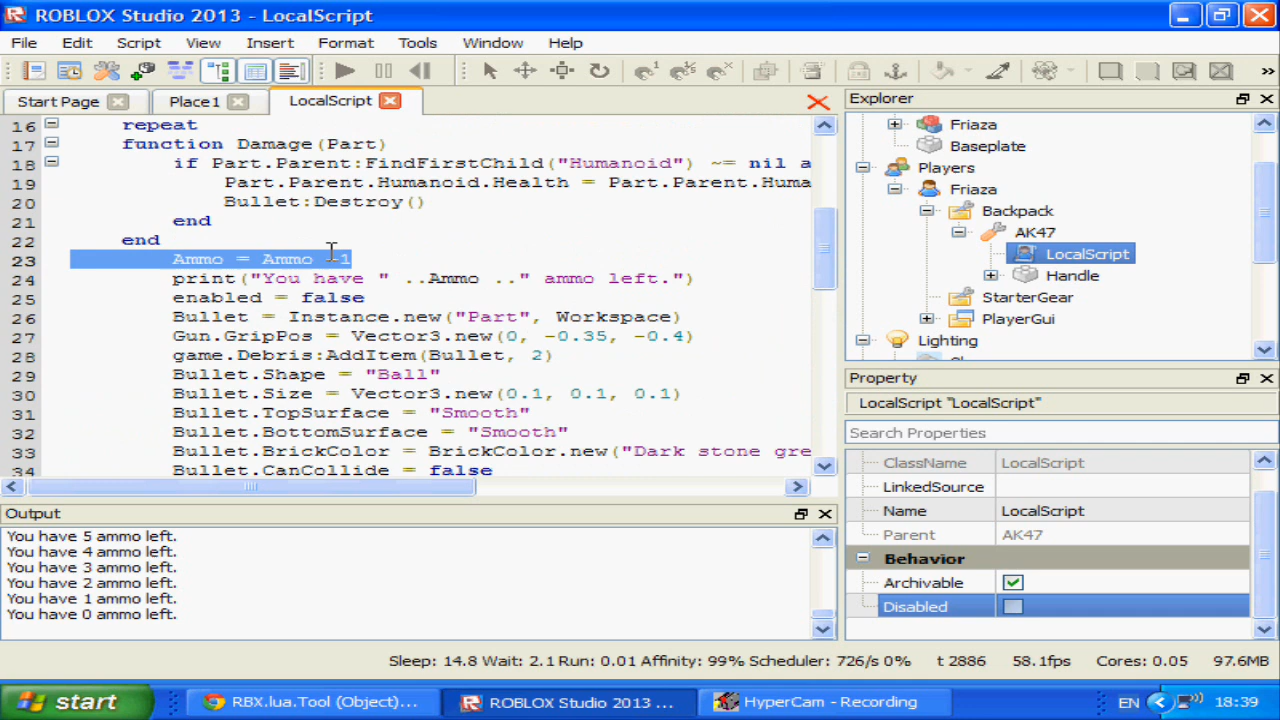 ROBLOX Studio 2013 - LocalScript
File Edit Script View Insert Format Tools Window Help
Start Page Place1 LocalScript
16 repeat
17 function Damage(Part)
18 if Part.Parent:FindFirstChild("Humanoid") ~= nil a
19 Part.Parent.Humanoid.Health = Part.Parent.Huma
20 Bullet:Destroy()
21 end
22 end
23 Ammo = Ammo -1
24 print("You have " ..Ammo .." ammo left.")
25 enabled = false
26 Bullet = Instance.new("Part", Workspace)
27 Gun.GripPos = Vector3.new(0, -0.35, -0.4)
28 game.Debris:AddItem(Bullet, 2)
29 Bullet.Shape = "Ball"
30 Bullet.Size = Vector3.new(0.1, 0.1, 0.1)
31 Bullet.TopSurface = "Smooth"
32 Bullet.BottomSurface = "Smooth"
33 Bullet.BrickColor = BrickColor.new("Dark stone gre
34 Bullet.CanCollide = false
Output
You have 5 ammo left.
You have 4 ammo left.
You have 3 ammo left.
You have 2 ammo left.
You have 1 ammo left.
You have 0 ammo left.
Explorer
Friaza
Baseplate
Players
Friaza
Backpack
AK47
LocalScript
Handle
StarterGear
PlayerGui
Lighting
Property
LocalScript "LocalScript"
Search Properties
ClassName LocalScript
LinkedSource
Name LocalScript
Parent AK47
Behavior
Archivable
Disabled
Sleep: 14.8 Wait: 2.1 Run: 0.01 Affinity: 99% Scheduler: 726/s 0% t 2886 58.1fps Cores: 0.05 97.6MB
start RBX.lua.Tool (Object)... ROBLOX Studio 2013 ... HyperCam - Recording EN 18:39